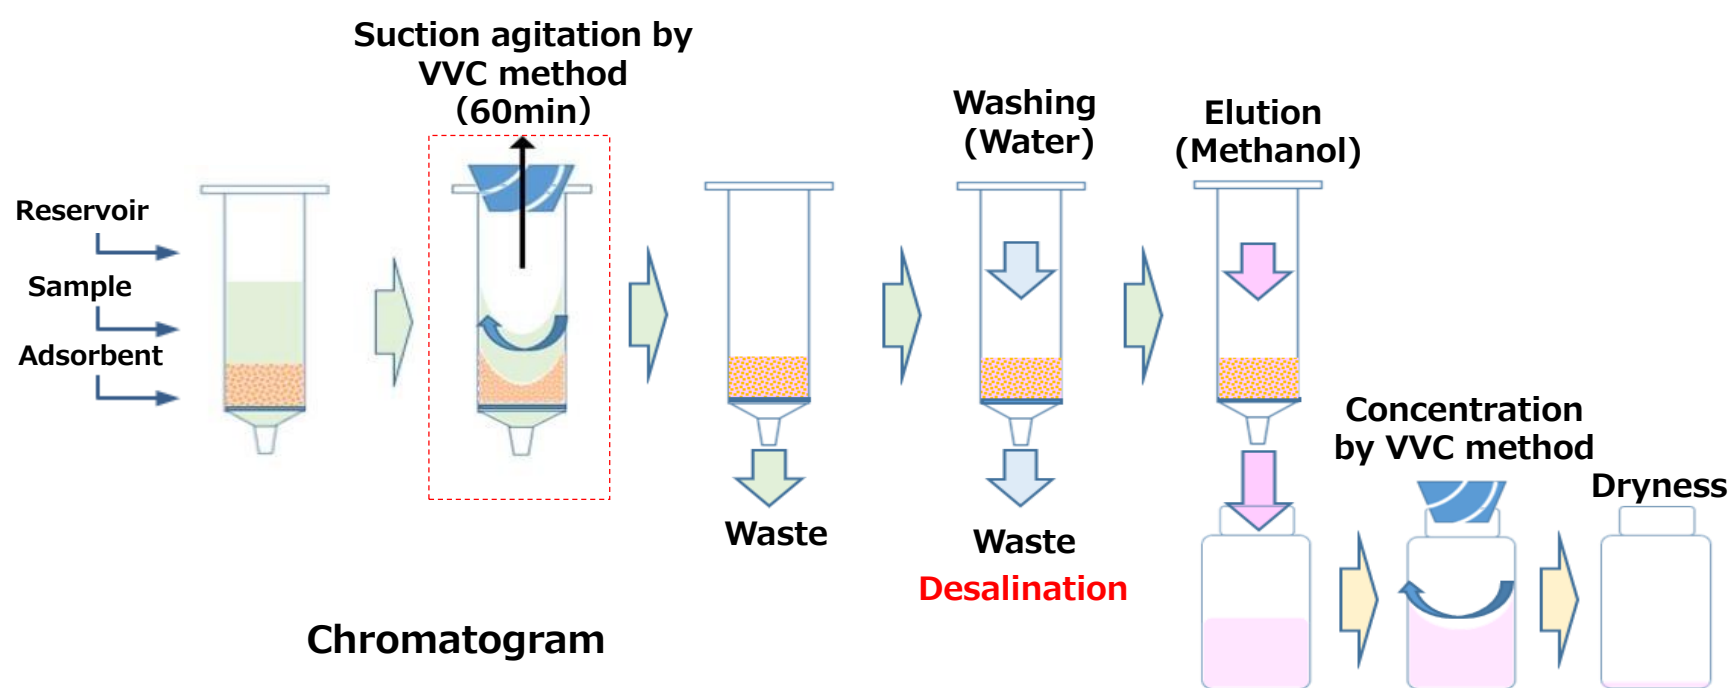 Suction agitation by
VVC method
(60min)
Washing
(Water)
Elution
(Methanol)
Reservoir
Sample
Adsorbent
Waste
Waste
Desalination
Concentration
by VVC method
Dryness
Chromatogram